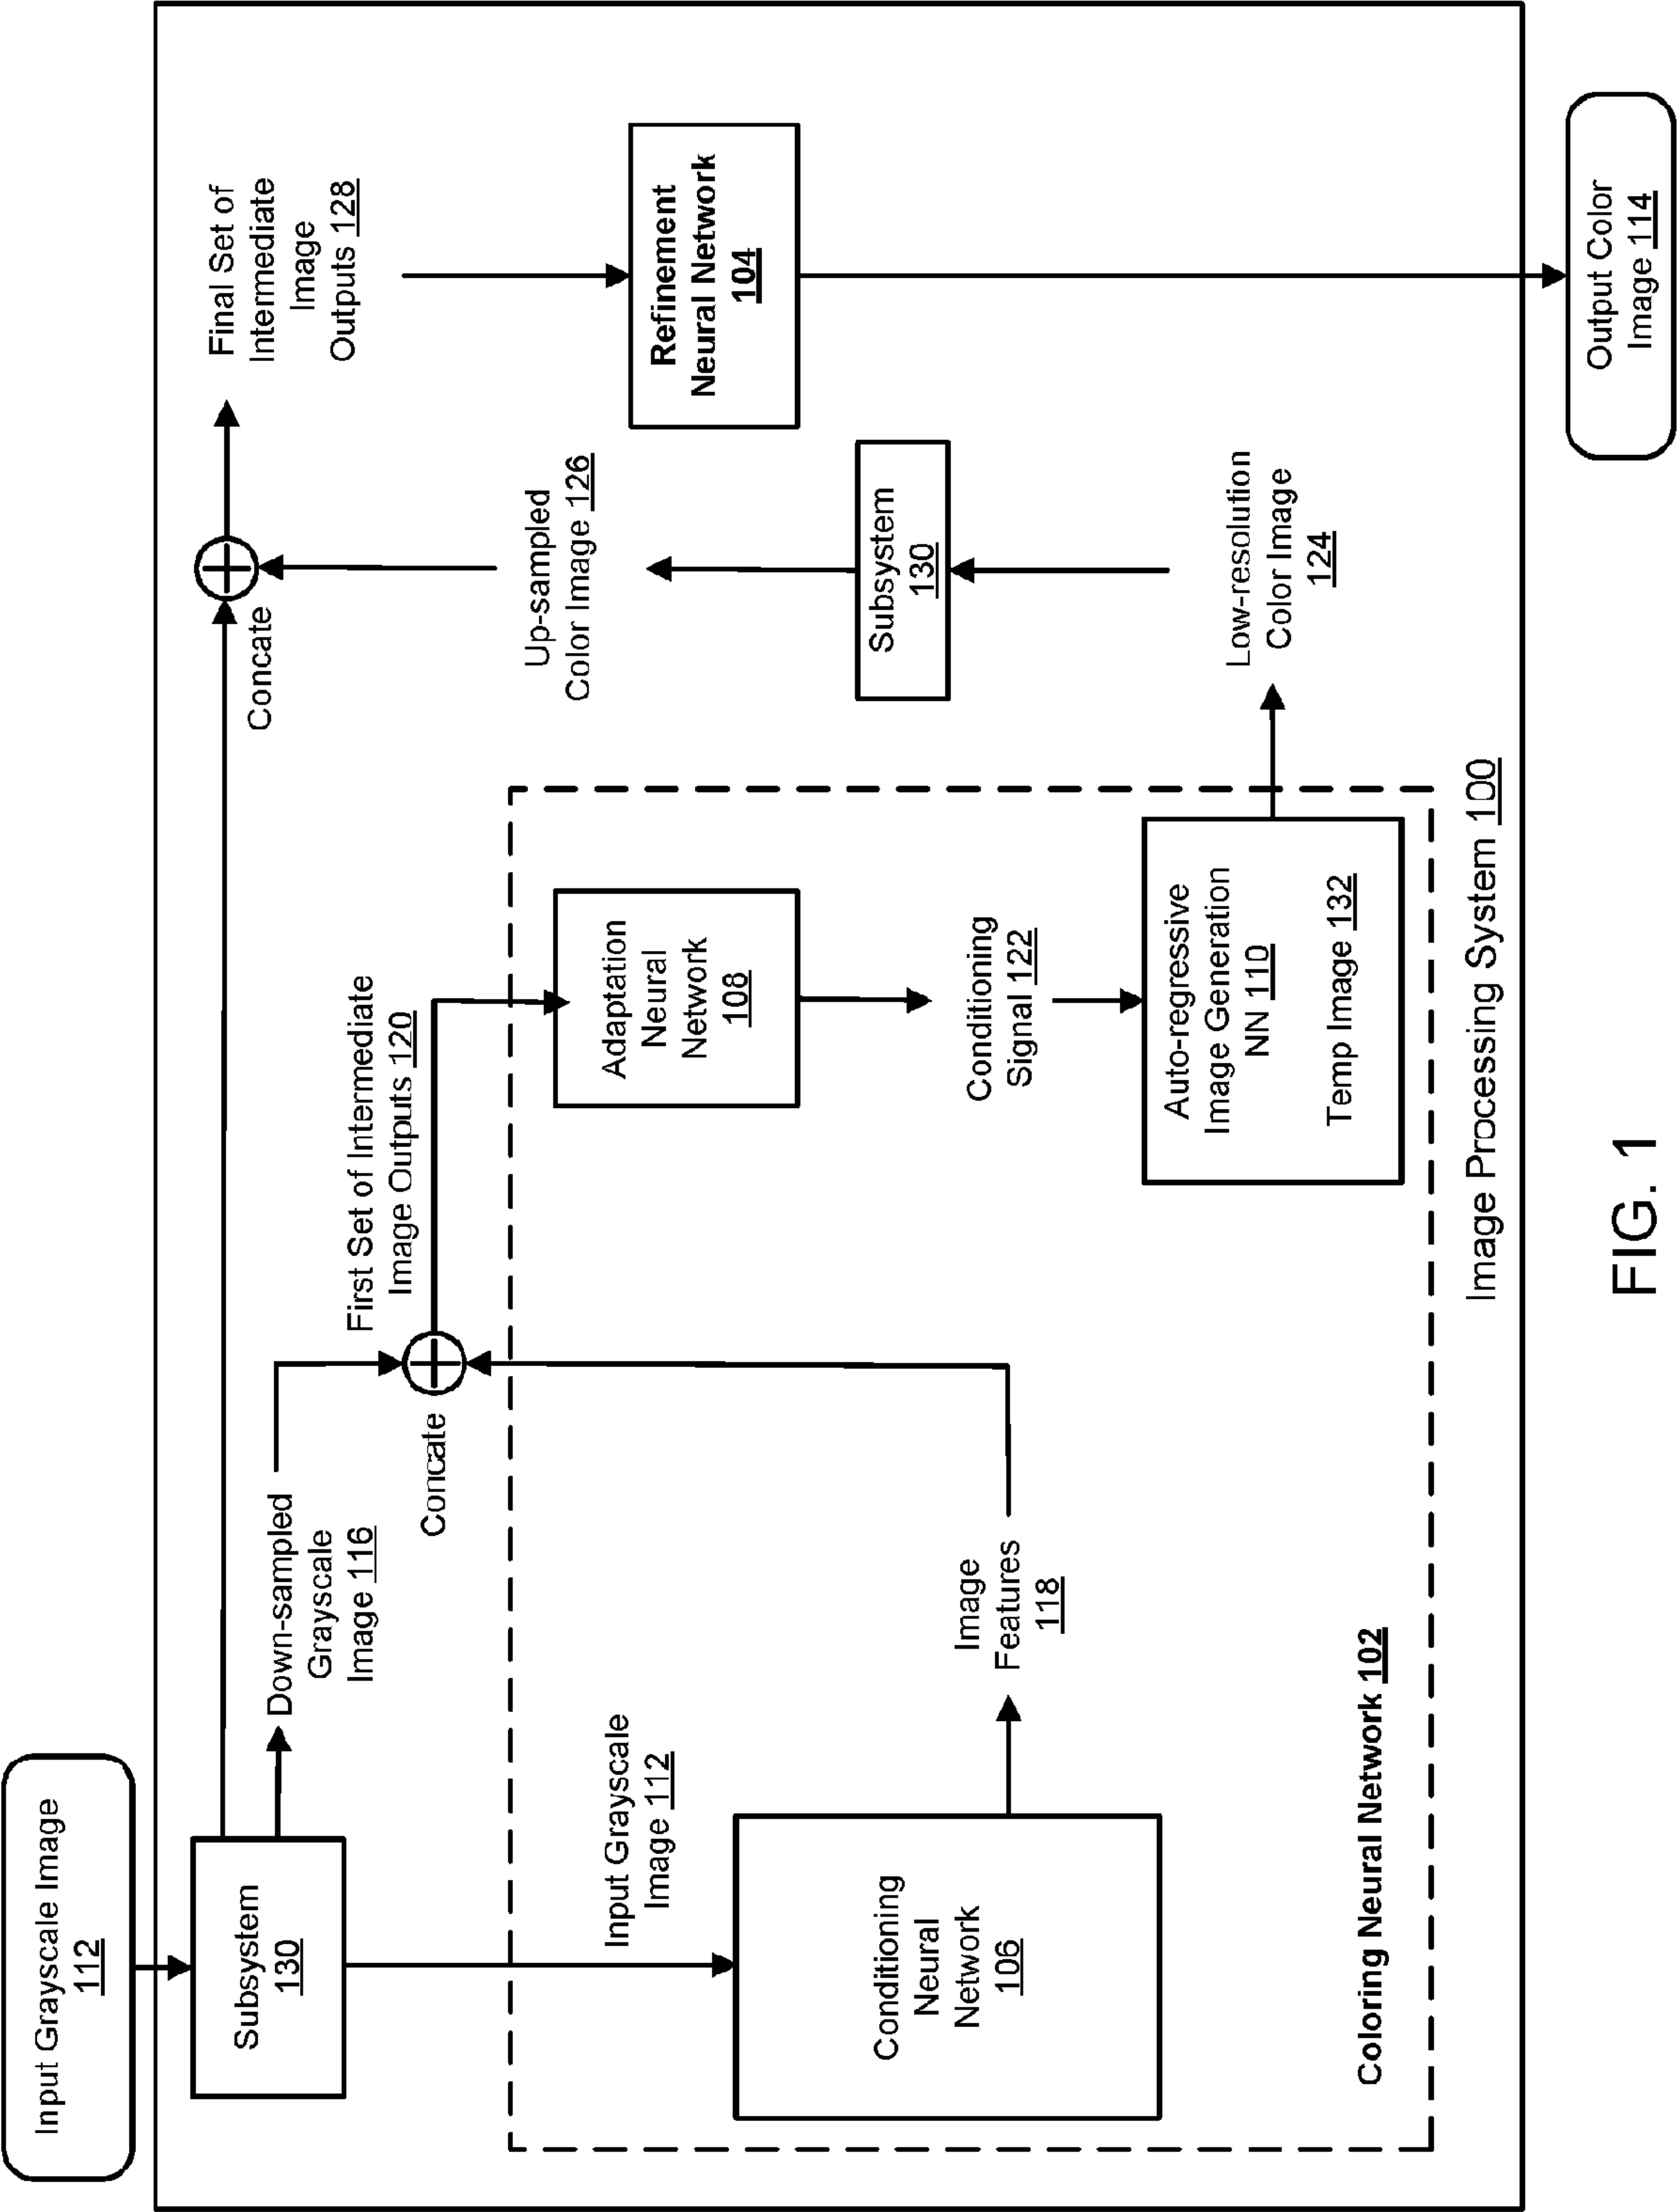 Input Grayscale Image
112
Subsystem
130
Down-sampled
Grayscale
Image 116
Concate
First Set of Intermediate
Image Outputs 120
Concate
Final Set of
Intermediate
Image
Outputs 128
Input Grayscale
Image 112
Conditioning
Neural
Network
106
Image
Features
118
Adaptation
Neural
Network
108
Conditioning
Signal 122
Auto-regressive
Image Generation
NN 110
Temp Image 132
Up-sampled
Color Image 126
Subsystem
130
Low-resolution
Color Image
124
Refinement
Neural Network
104
Coloring Neural Network 102
Image Processing System 100
Output Color
Image 114
FIG. 1